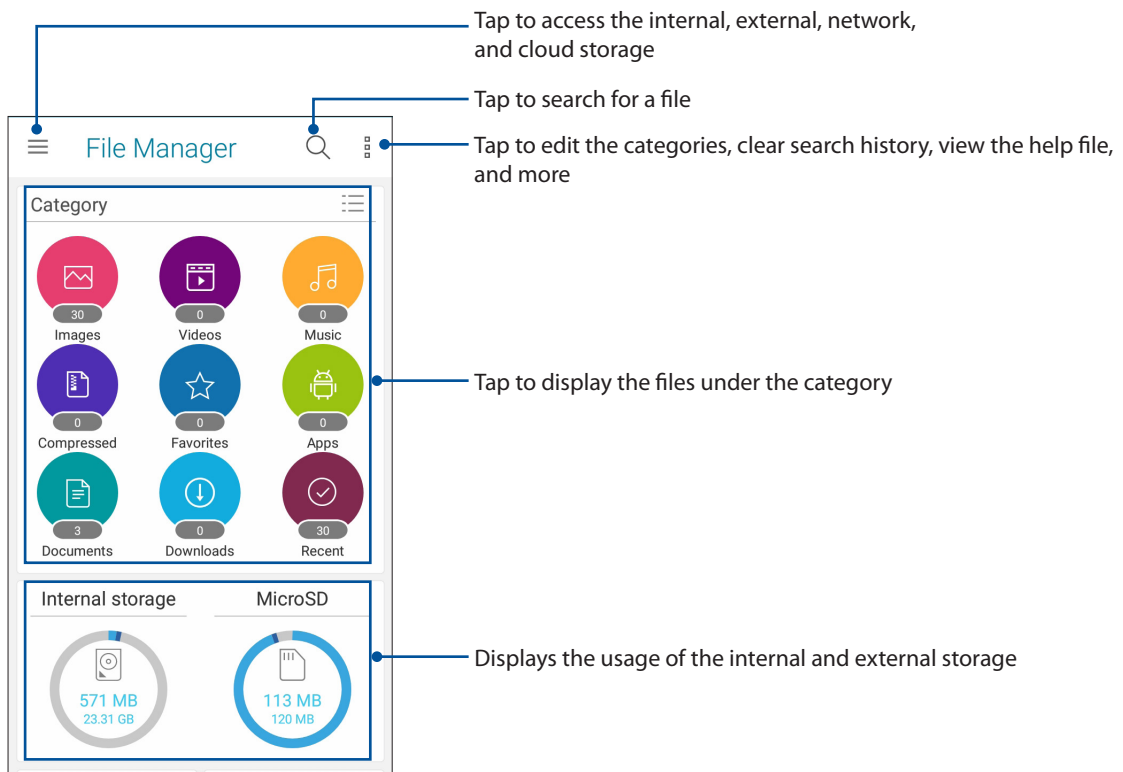 Tap to access the internal, external, network,
and cloud storage
Tap to search for a file
Tap to edit the categories, clear search history, view the help file,
and more
File Manager
Category
30
0
0
Images
Videos
Music
Tap to display the files under the category
0
0
0
Compressed
Favorites
Apps
3
0
30
Documents
Downloads
Recent
Internal storage
MicroSD
Displays the usage of the internal and external storage
571 MB
23.31 GB
113 MB
120 MB